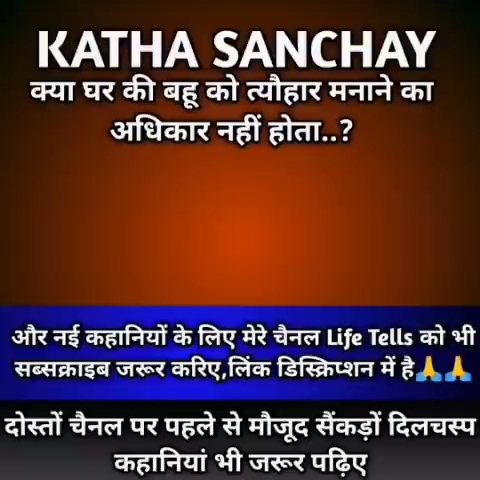 KATHA SANCHAY
क्या घर की बहू को त्यौहार मनाने का
अधिकार नहीं होता..?
और नई कहानियों के लिए मेरे चैनल Life Tells को भी
सब्सक्राइब जरूर करिए,लिंक डिस्क्रिप्शन में है🙏🙏
दोस्तों चैनल पर पहले से मौजूद सैंकड़ों दिलचस्प
कहानियां भी जरूर पढ़िए